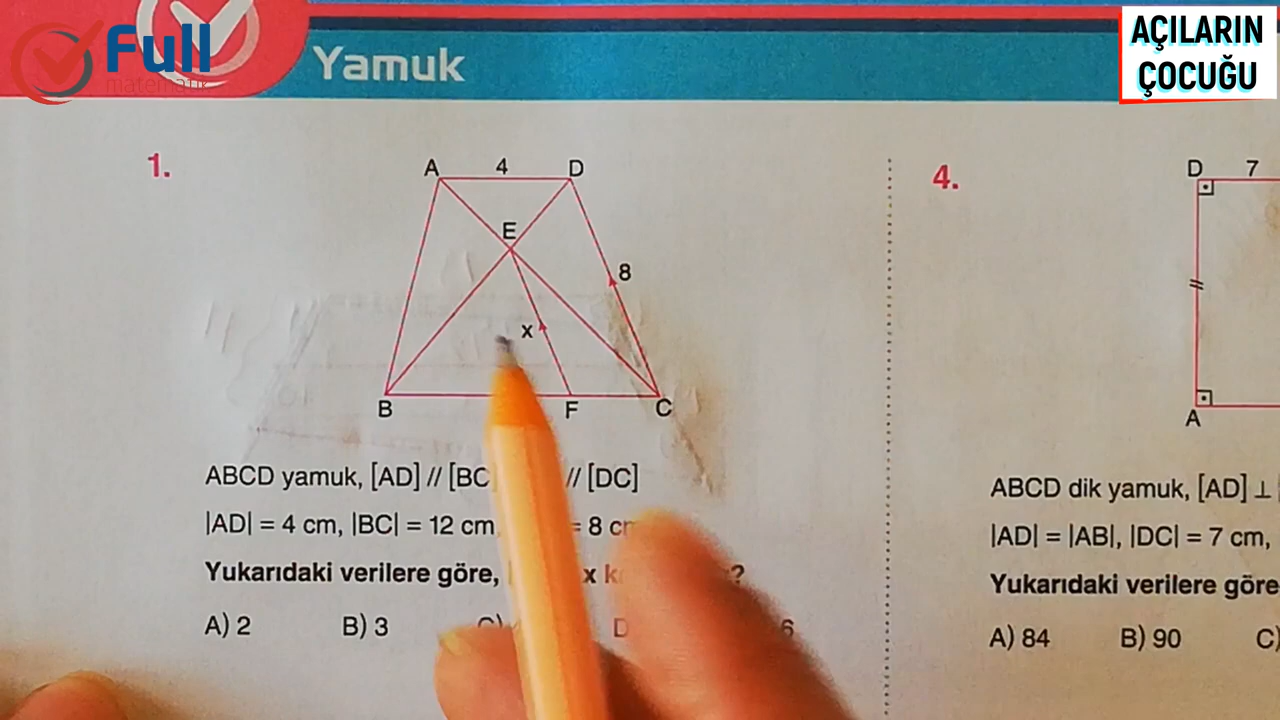 Full
matematik
Yamuk
AÇILARIN
ÇOCUĞU
1.
A 4 D
E
8
x
B F C
ABCD yamuk, [AD] // [BC // [DC]
|AD| = 4 cm, |BC| = 12 cm = 8 c
Yukarıdaki verilere göre, x ?
A) 2 B) 3 C) D 6
4.
D 7
A
ABCD dik yamuk, [AD] ⊥
|AD| = |AB|, |DC| = 7 cm,
Yukarıdaki verilere göre
A) 84 B) 90 C)